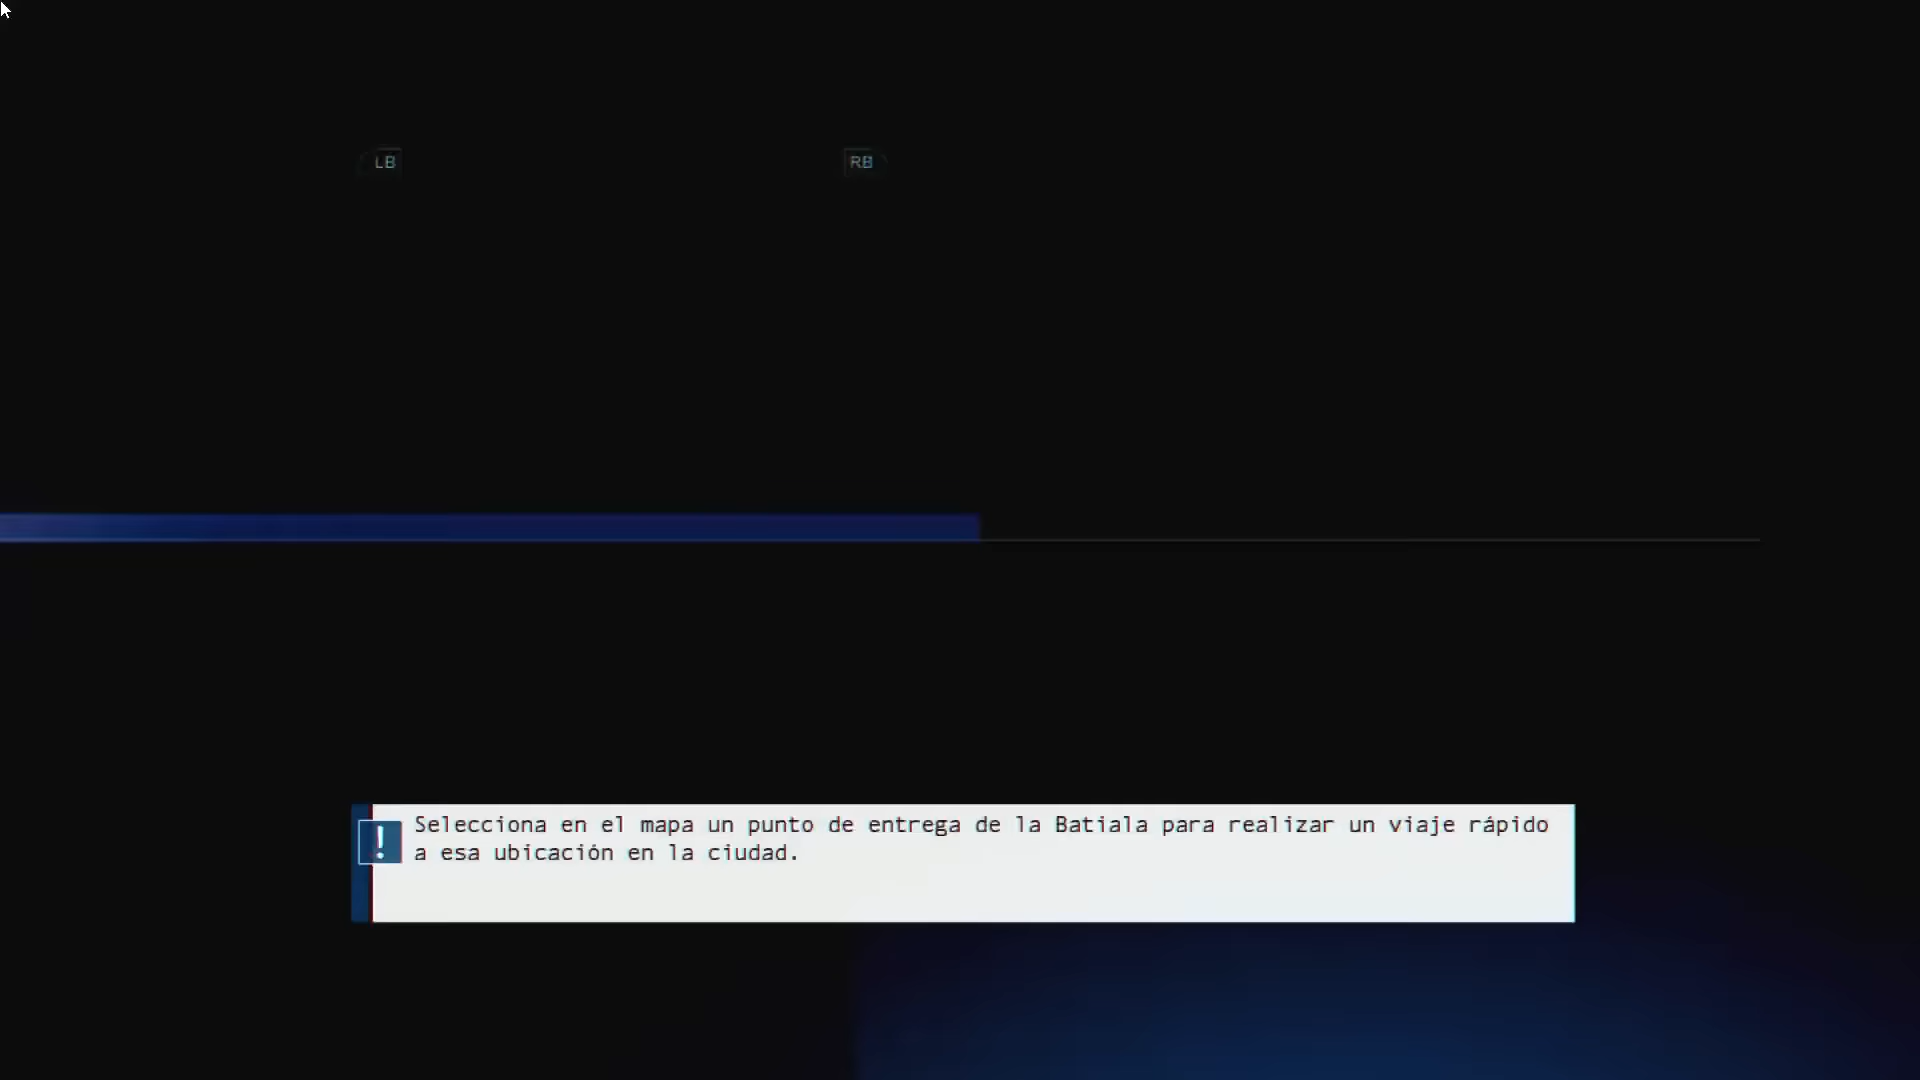 LB RB
Selecciona en el mapa un punto de entrega de la Batiala para realizar un viaje rápido
a esa ubicación en la ciudad.